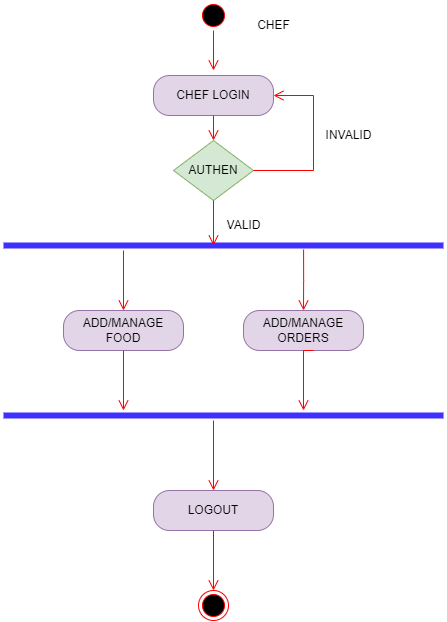 CHEF
CHEF LOGIN
INVALID
AUTHEN
VALID
ADD/MANAGE
FOOD
ADD/MANAGE
ORDERS
LOGOUT